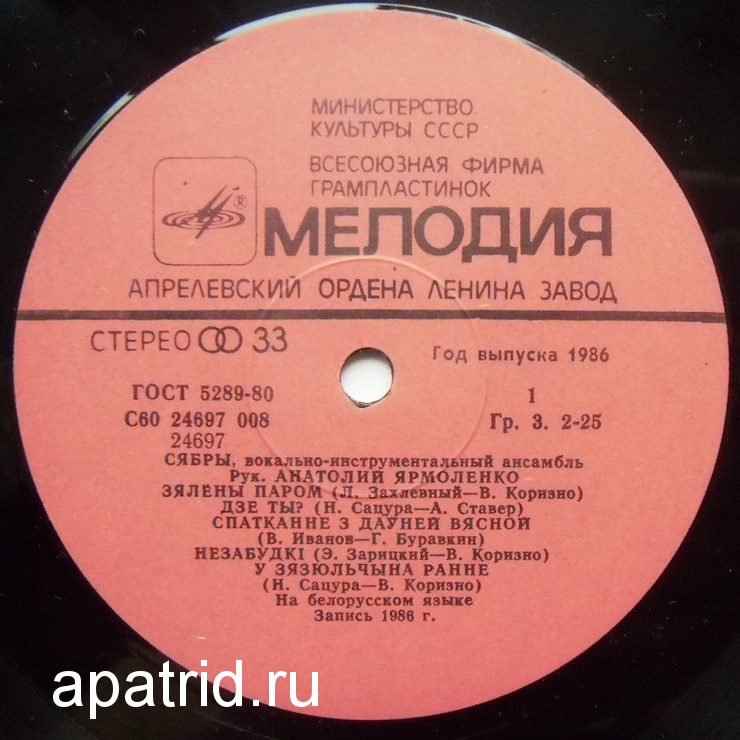 МИНИСТЕРСТВО
КУЛЬТУРЫ СССР
ВСЕСОЮЗНАЯ ФИРМА
ГРАМПЛАСТИНОК
®
МЕЛОДИЯ
АПРЕЛЕВСКИЙ ОРДЕНА ЛЕНИНА ЗАВОД
СТЕРЕО 33
Год выпуска 1986
ГОСТ 5289-80
1
С60 24697 008
Гр. 3. 2-25
24697
СЯБРЫ, вокально-инструментальный ансамбль
Рук. АНАТОЛИЙ ЯРМОЛЕНКО
ЗЯЛЕНЫ ПАРОМ (Л. Захлевный—В. Коризно)
ДЗЕ ТЫ? (Н. Сацура—А. Ставер)
СПАТКАННЕ З ДАУНЕЙ ВЯСНОЙ
(В. Иванов—Г. Буравкин)
НЕЗАБУДКІ (Э. Зарицкий—В. Коризно)
У ЗЯЗЮЛЬЧЫНА РАННЕ
(Н. Сацура—В. Коризно)
На белорусском языке
Запись 1986 г.
apatrid.ru